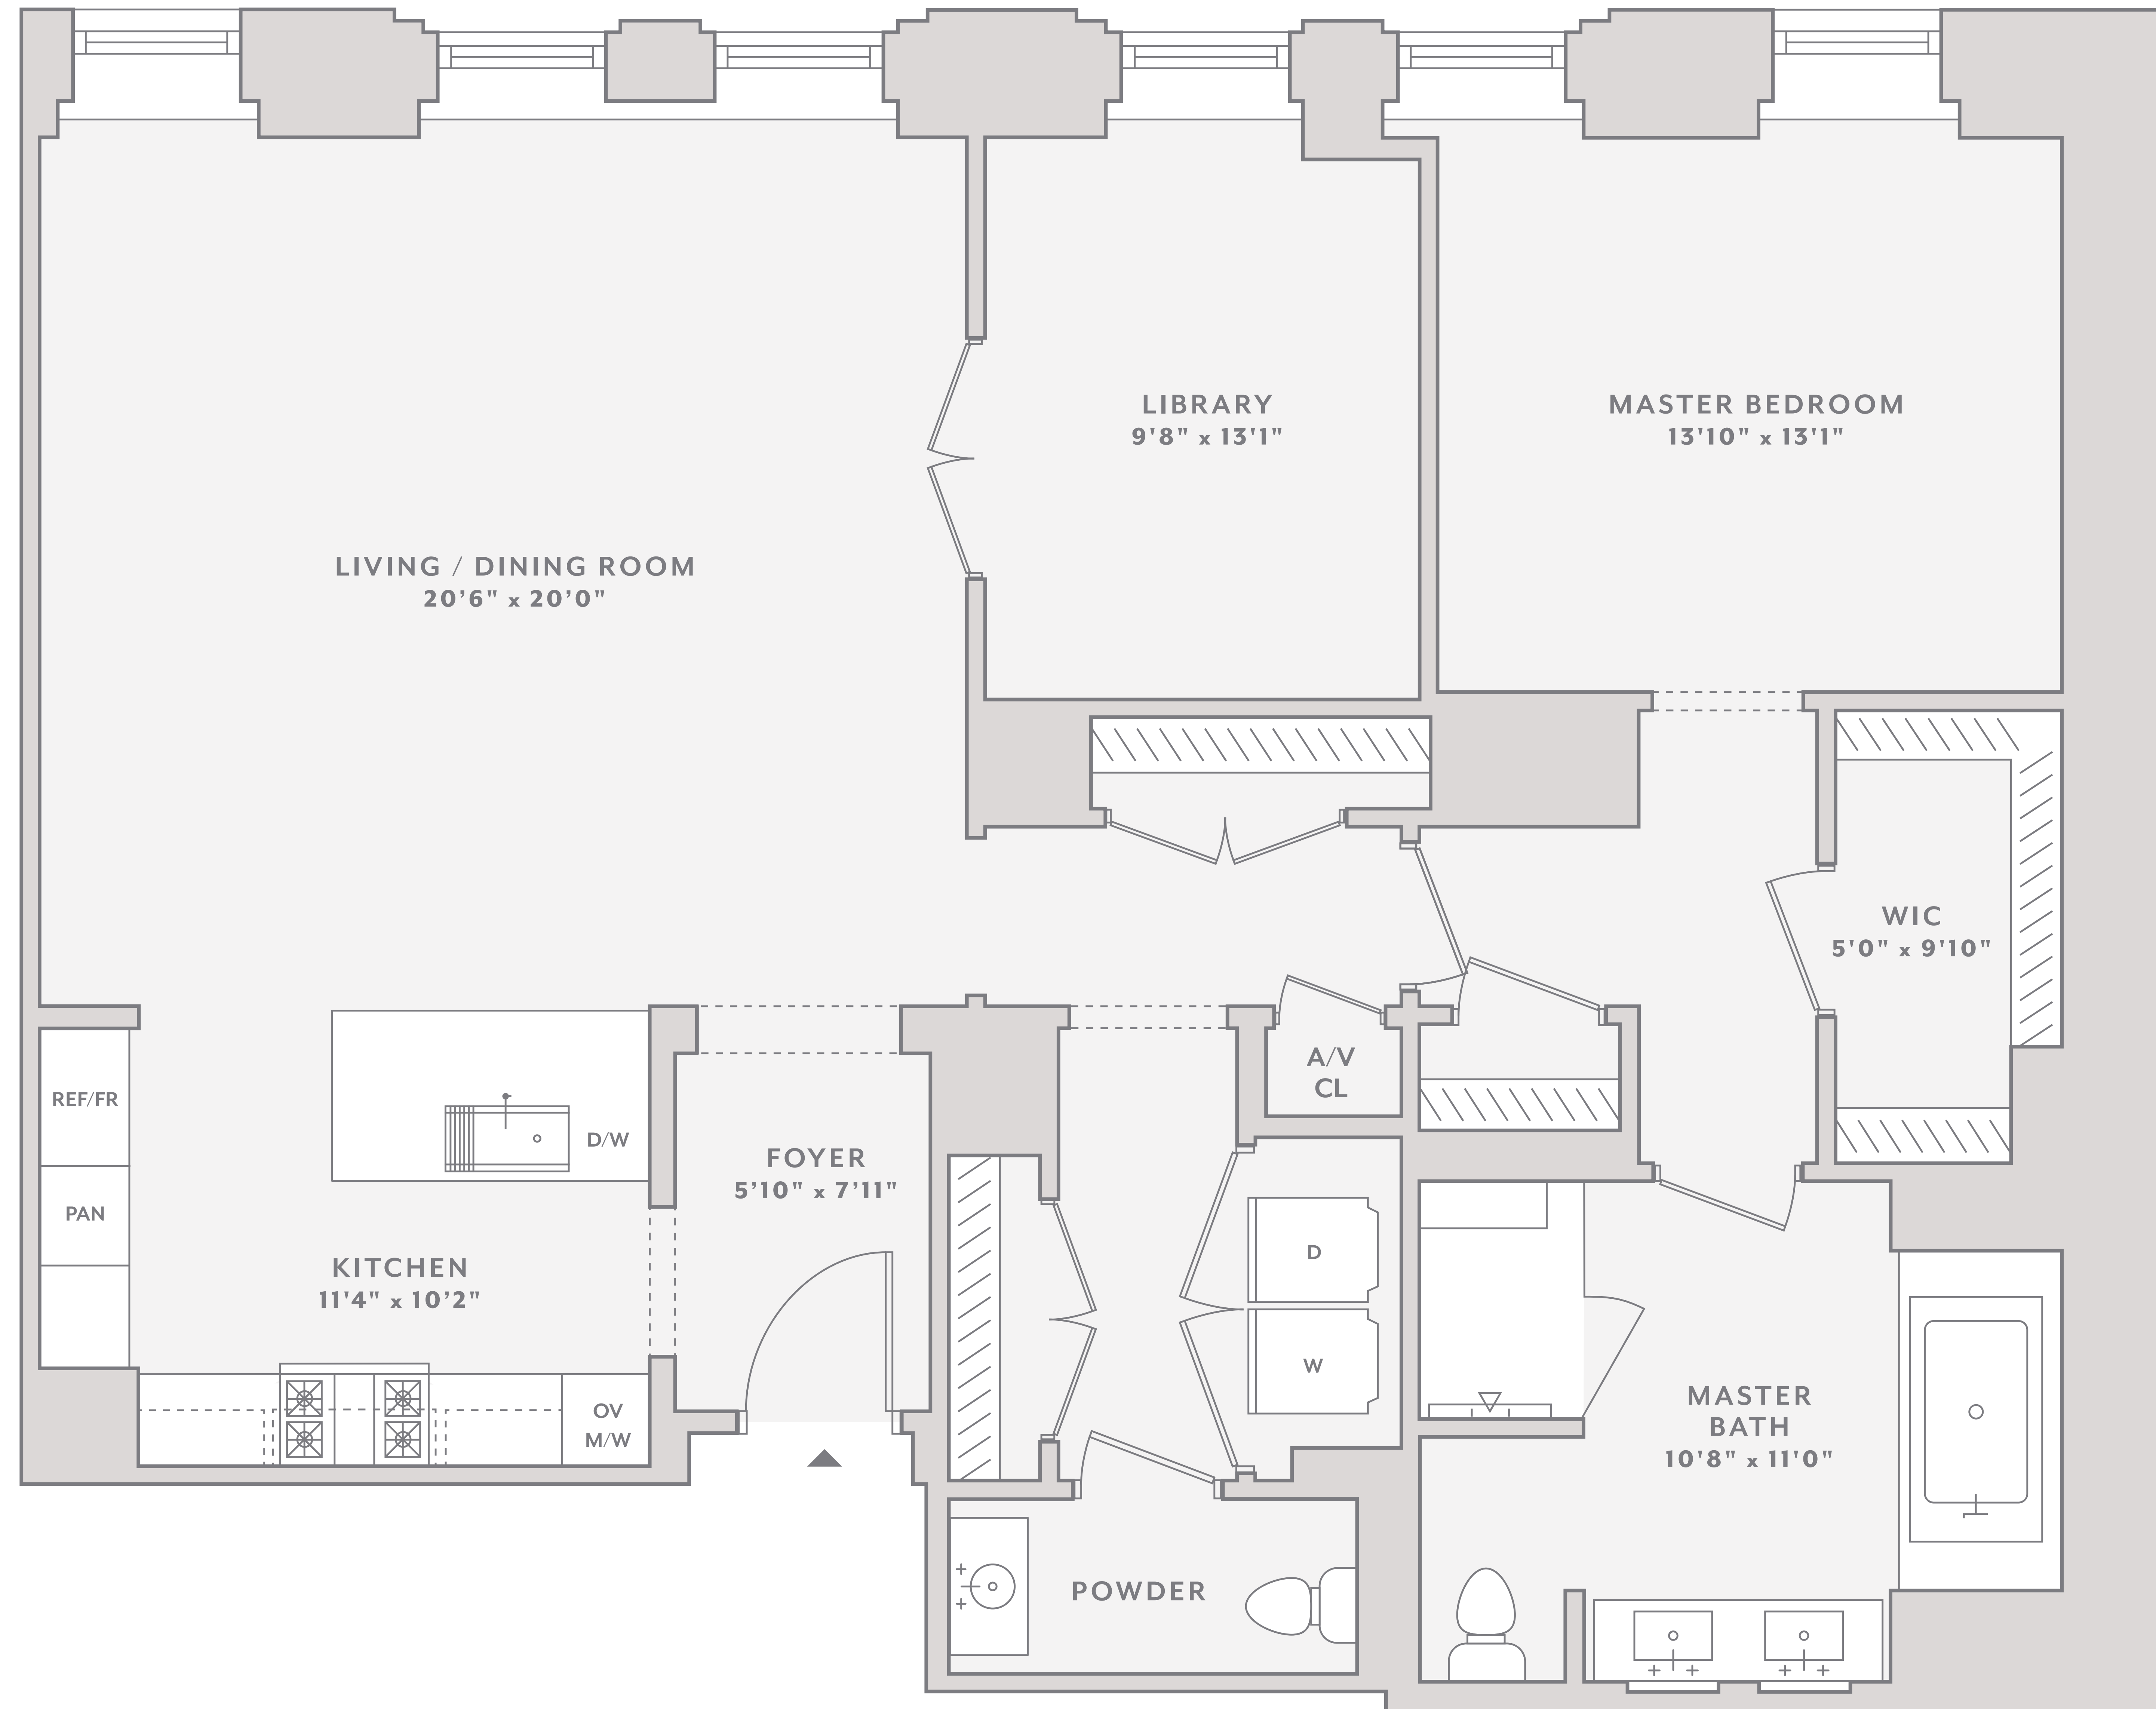 LIBRARY
9'8" x 13'1"
MASTER BEDROOM
13'10" x 13'1"
LIVING / DINING ROOM
20’6" x 20’0"
WIC
5'0" x 9'10"
A/V
CL
REF/FR
D/W
PAN
FOYER
5’10" x 7’11"
KITCHEN
11'4" x 10’2"
D
W
OV
M/W
MASTER
BATH
10'8" x 11'0"
POWDER